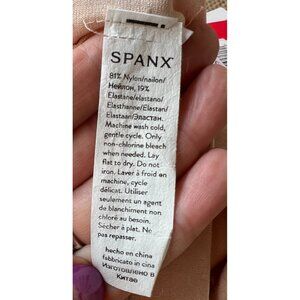 SPANX
81% Nylon/nailon/
Нейлон, 19%
Elastane/elastano/
Elasthanne/Elastan/
Elastaan/Эластан.
Machine wash cold,
gentle cycle. Only
non-chlorine bleach
when needed. Lay
flat to dry. Do not
iron. Laver à froid en
machine, cycle
délicat. Utiliser
seulement un agent
de blanchiment non
chloré au besoin.
Sécher à plat. Ne
pas repasser.
hecho en china
fabbricato in cina
Изготовлено в
Китае